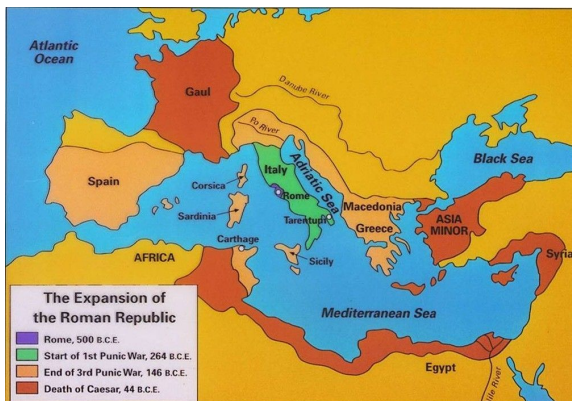 Atlantic
Ocean
Gaul
Danube River
Po River
Black Sea
Italy
Adriatic Sea
Spain
Corsica
Rome
Sardinia
Tarentum
Macedonia
Greece
ASIA
MINOR
Carthage
AFRICA
Sicily
Syria
Mediterranean Sea
Egypt
Nile River
The Expansion of
the Roman Republic
Rome, 500 B.C.E.
Start of 1st Punic War, 264 B.C.E.
End of 3rd Punic War, 146 B.C.E.
Death of Caesar, 44 B.C.E.